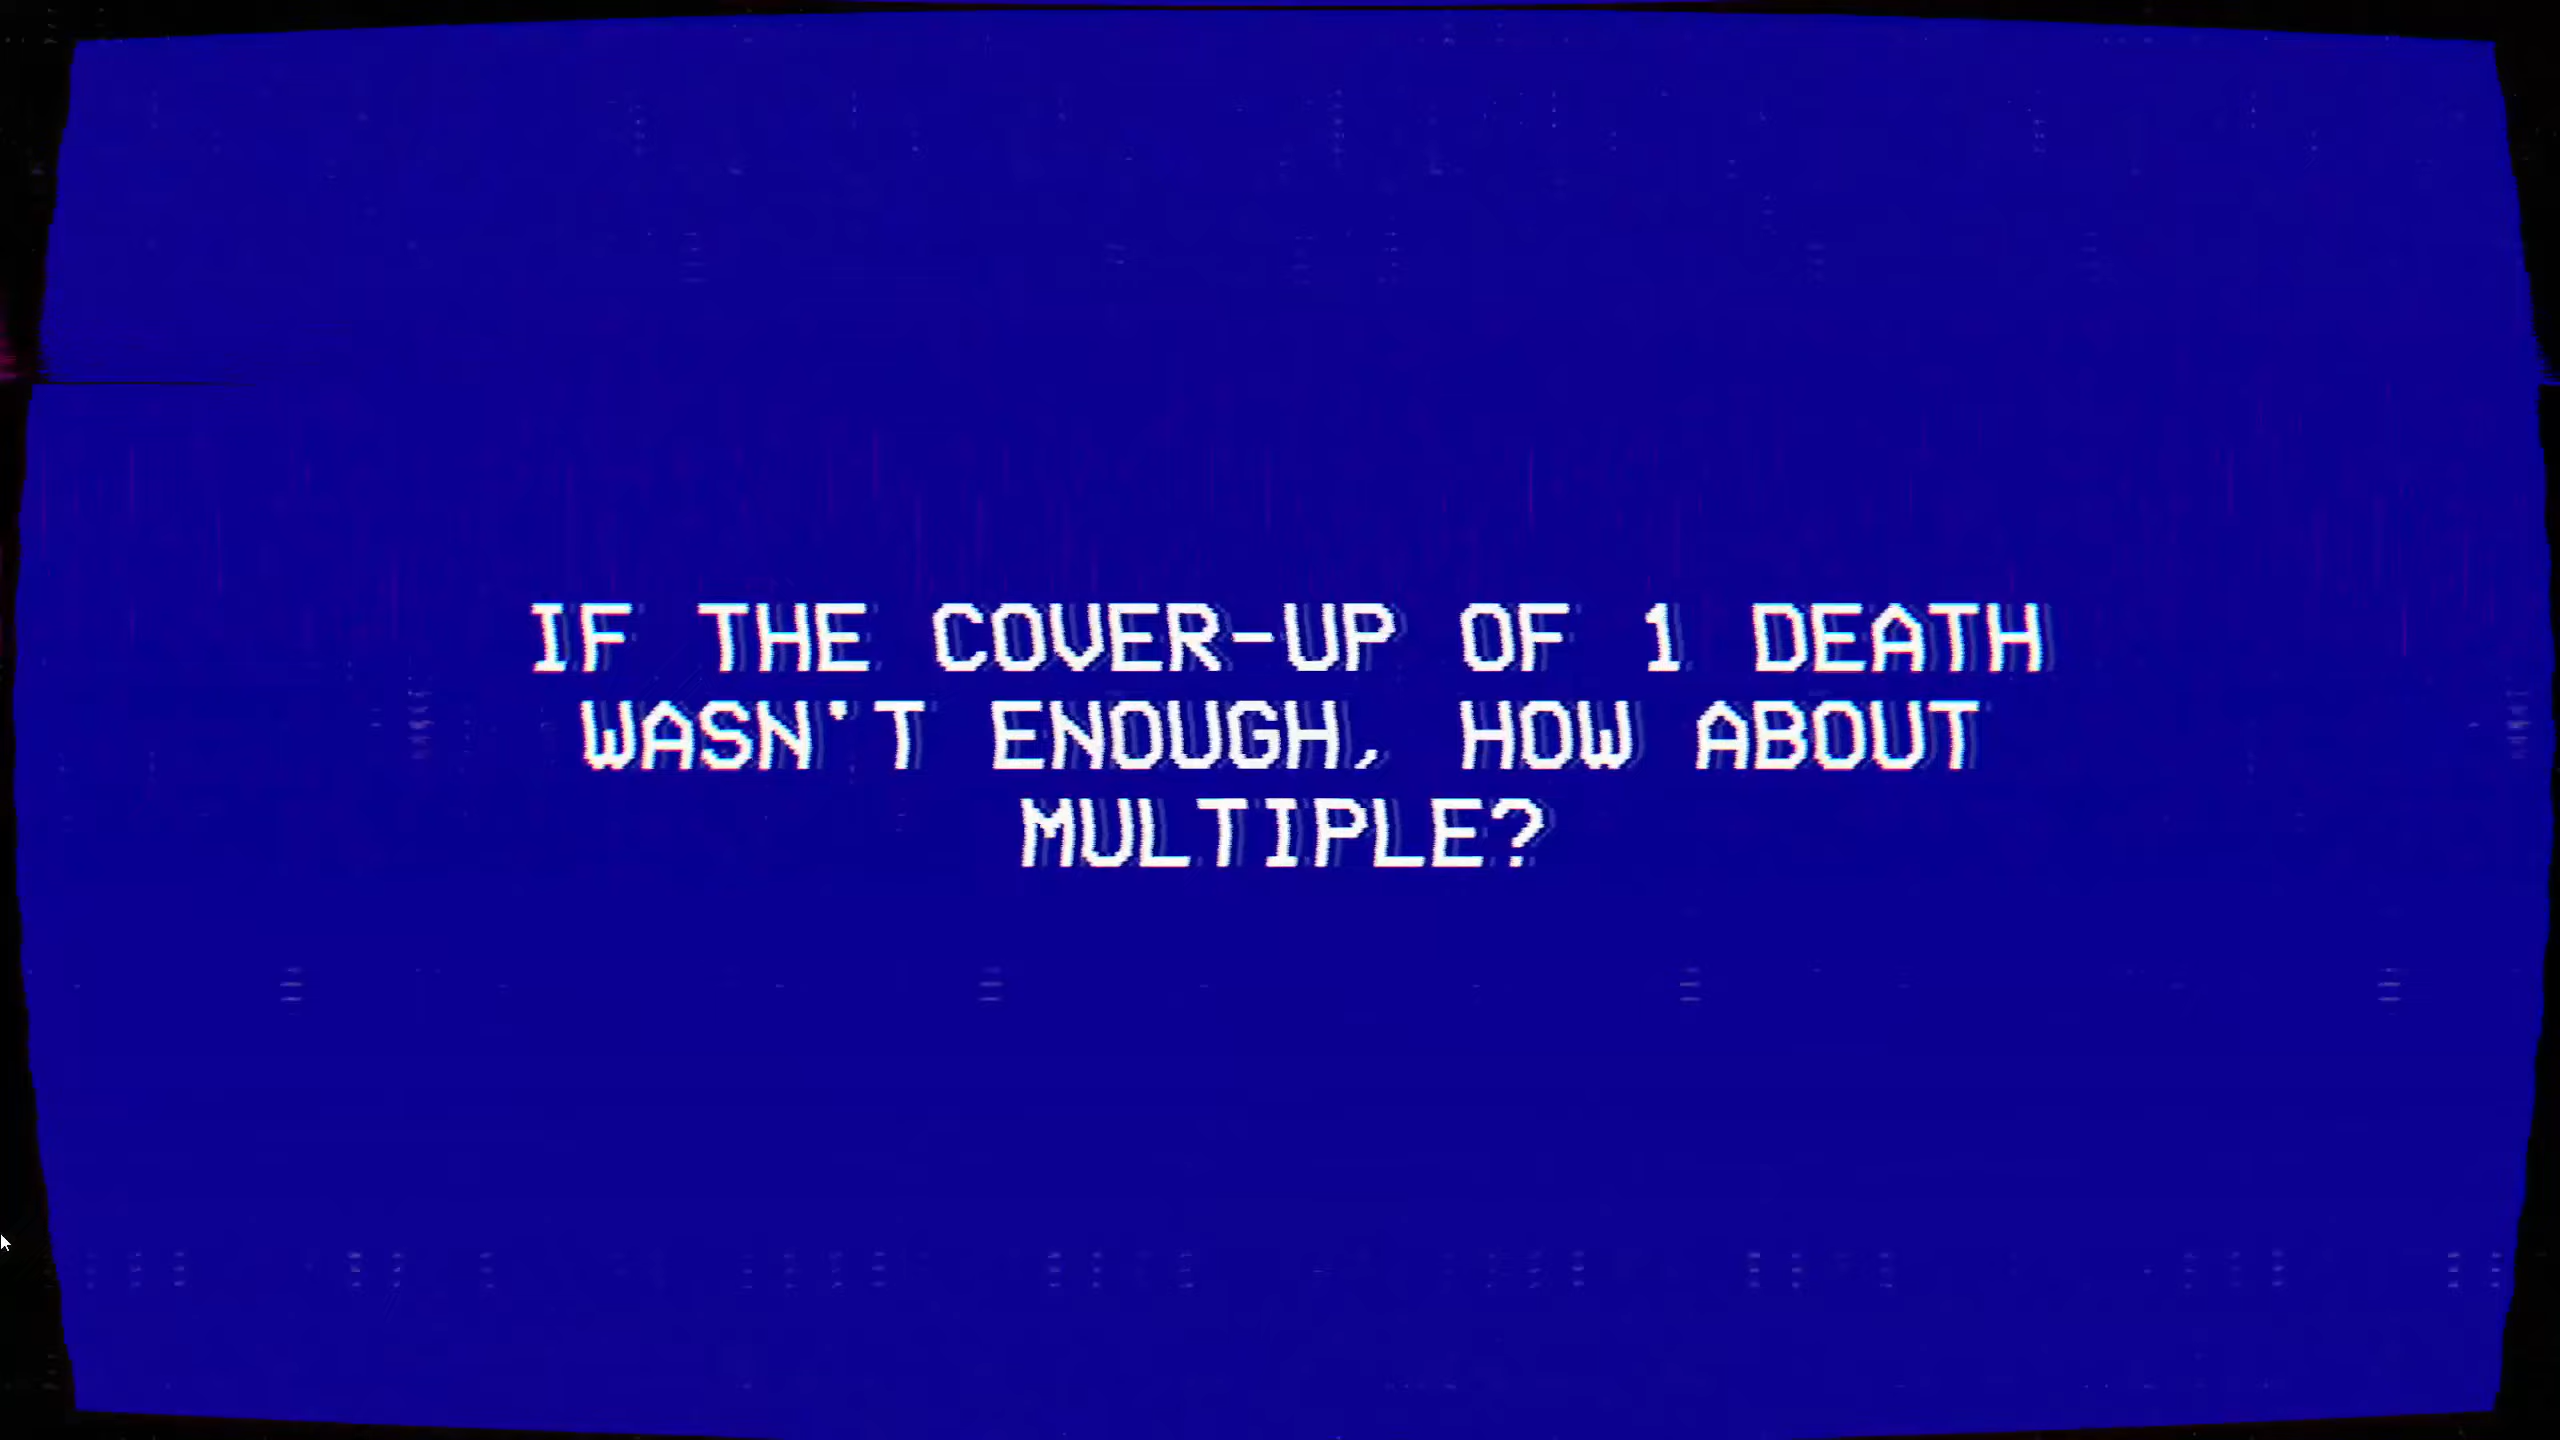 IF THE COVER-UP OF 1 DEATH
WASN'T ENOUGH, HOW ABOUT
MULTIPLE?